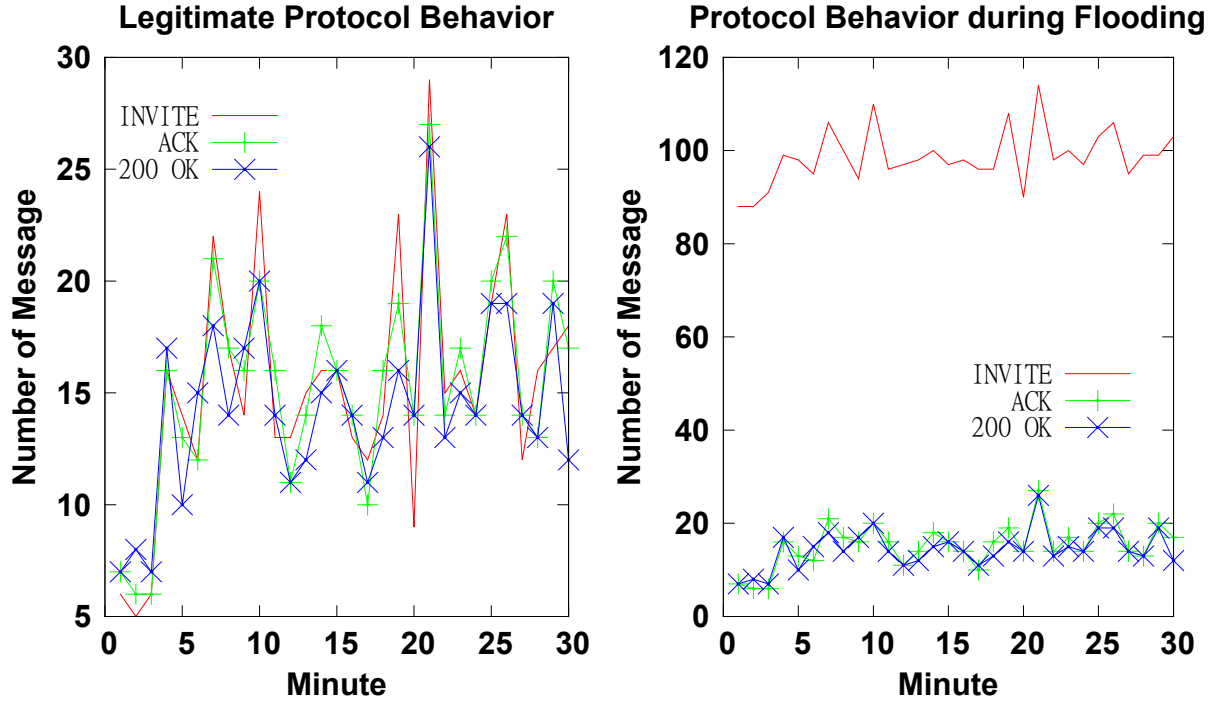 Legitimate Protocol Behavior
30
25
20
15
10
5
0
5
10
15
20
25
30
Number of Message
Minute
INVITE
ACK
200 OK
Protocol Behavior during Flooding
120
100
80
60
40
20
0
0
5
10
15
20
25
30
Number of Message
Minute
INVITE
ACK
200 OK